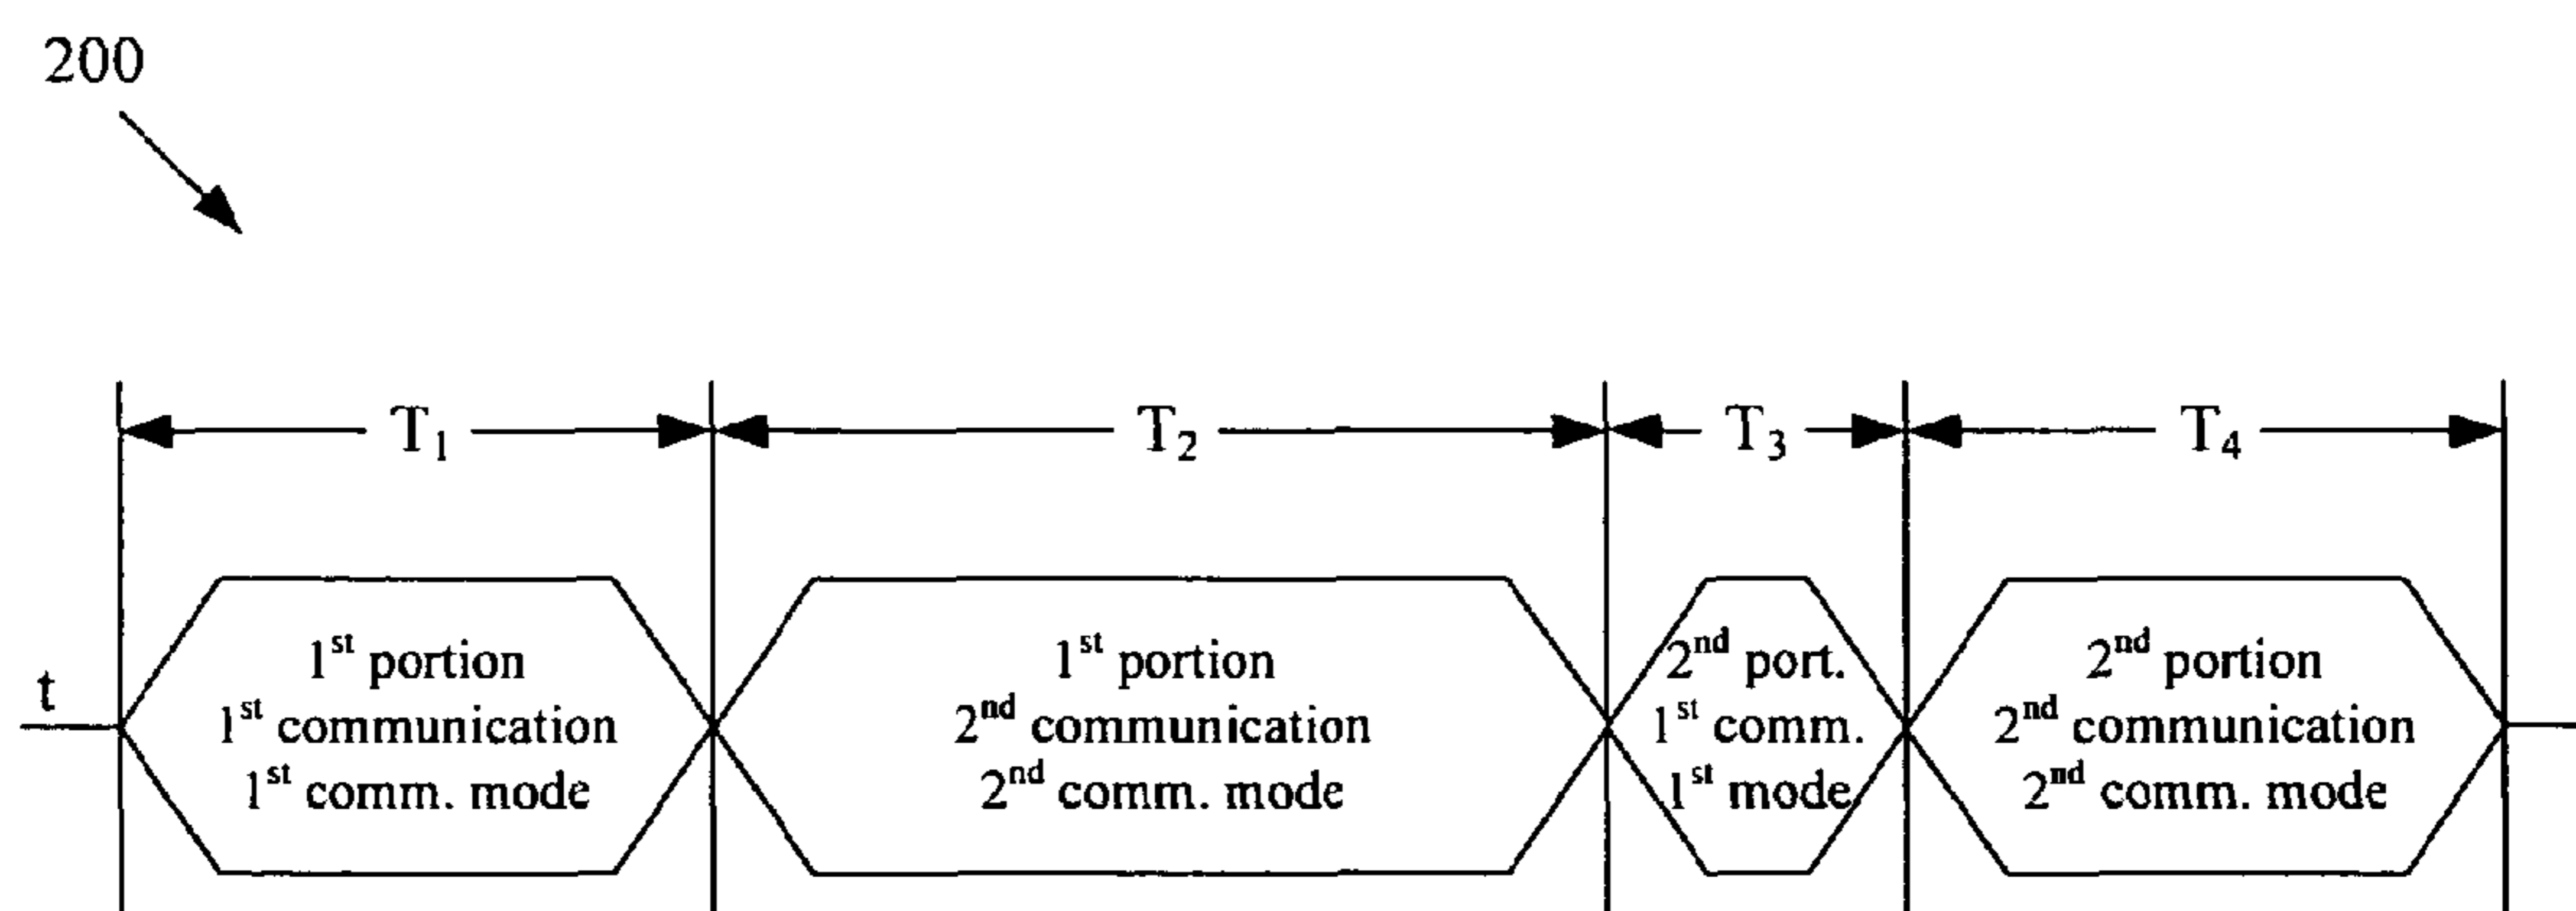 200
T₁ T₂ T₃ T₄
t
1ˢᵗ portion
1ˢᵗ communication
1ˢᵗ comm. mode
1ˢᵗ portion
2ⁿᵈ communication
2ⁿᵈ comm. mode
2ⁿᵈ port.
1ˢᵗ comm.
1ˢᵗ mode
2ⁿᵈ portion
2ⁿᵈ communication
2ⁿᵈ comm. mode